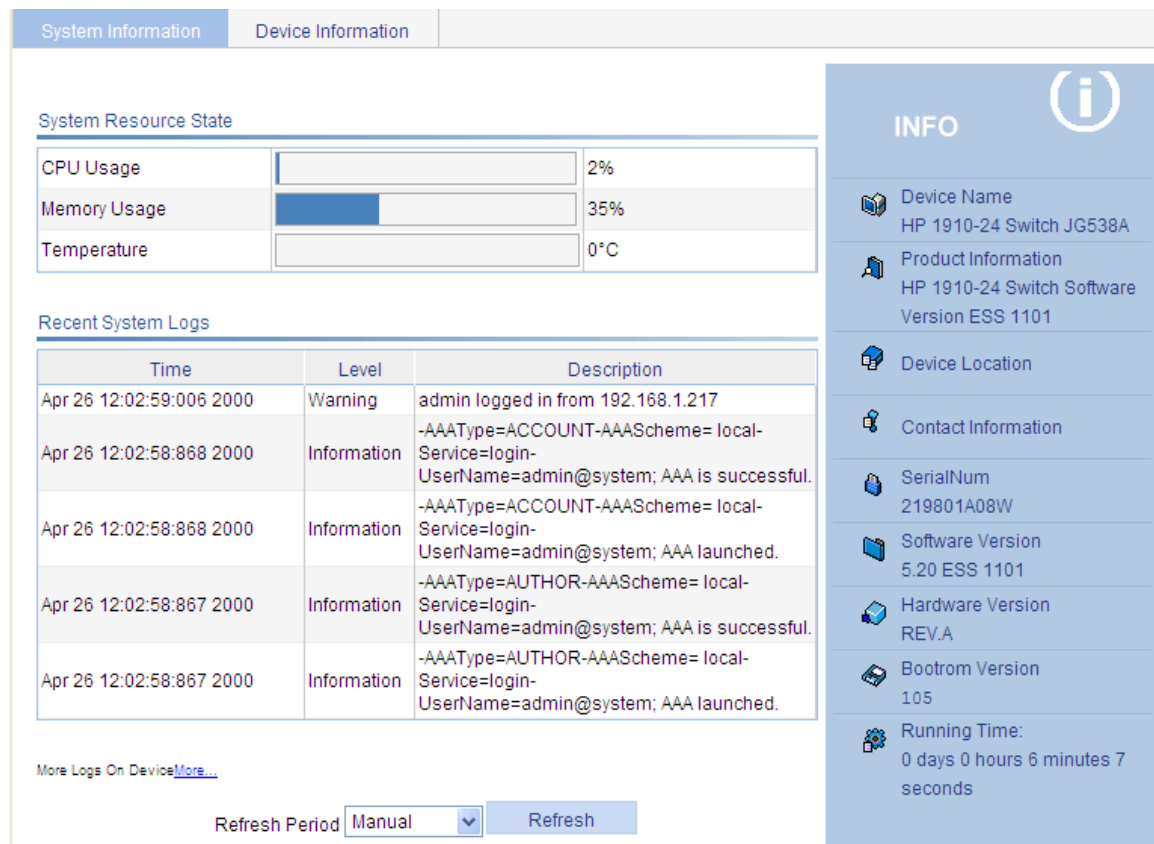 System Information
Device Information
System Resource State
CPU Usage 2%
Memory Usage 35%
Temperature 0°C
Recent System Logs
Time Level Description
Apr 26 12:02:59:006 2000 Warning admin logged in from 192.168.1.217
Apr 26 12:02:58:868 2000 Information -AAAType=ACCOUNT-AAAScheme= local-
Service=login-
UserName=admin@system; AAA is successful.
Apr 26 12:02:58:868 2000 Information -AAAType=ACCOUNT-AAAScheme= local-
Service=login-
UserName=admin@system; AAA launched.
Apr 26 12:02:58:867 2000 Information -AAAType=AUTHOR-AAAScheme= local-
Service=login-
UserName=admin@system; AAA is successful.
Apr 26 12:02:58:867 2000 Information -AAAType=AUTHOR-AAAScheme= local-
Service=login-
UserName=admin@system; AAA launched.
More Logs On DeviceMore...
Refresh Period Manual Refresh
INFO
(i)
Device Name
HP 1910-24 Switch JG538A
Product Information
HP 1910-24 Switch Software
Version ESS 1101
Device Location
Contact Information
SerialNum
219801A08W
Software Version
5.20 ESS 1101
Hardware Version
REV.A
Bootrom Version
105
Running Time:
0 days 0 hours 6 minutes 7
seconds